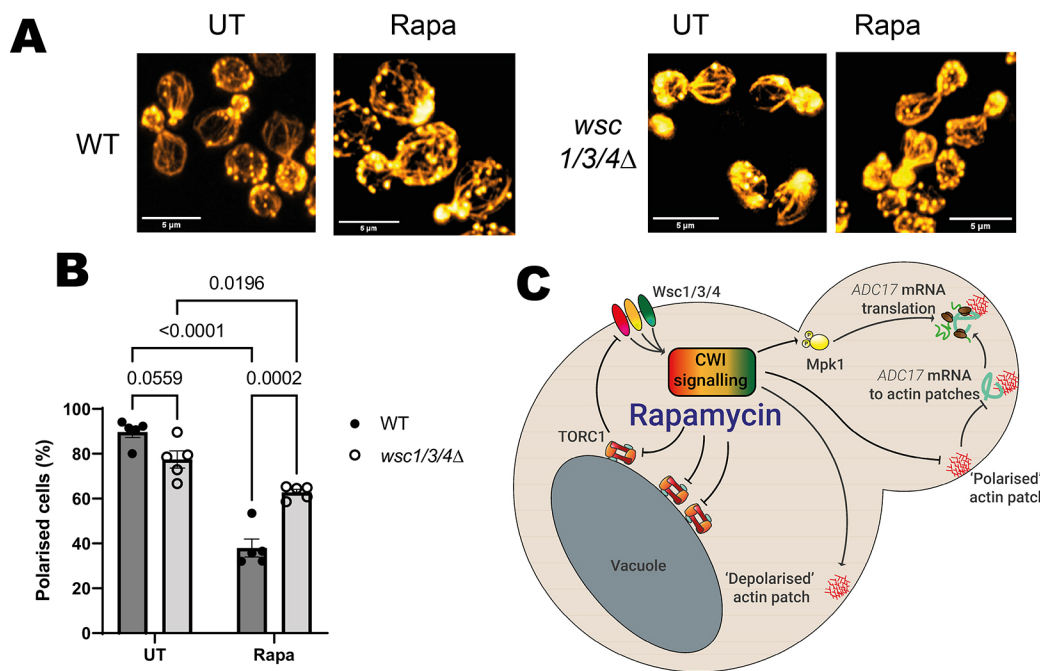 A
UT
Rapa
UT
Rapa
WT
wsc
1/3/4Δ
5 μm
5 μm
5 μm
5 μm
B
0.0196
<0.0001
0.0559
0.0002
Polarised cells (%)
100
80
60
40
20
0
UT
Rapa
WT
wsc1/3/4Δ
C
Wsc1/3/4
CWI
signalling
Rapamycin
TORC1
Vacuole
P
P
Mpk1
ADC17 mRNA
translation
ADC17 mRNA
to actin patches
'Polarised'
actin patch
'Depolarised'
actin patch